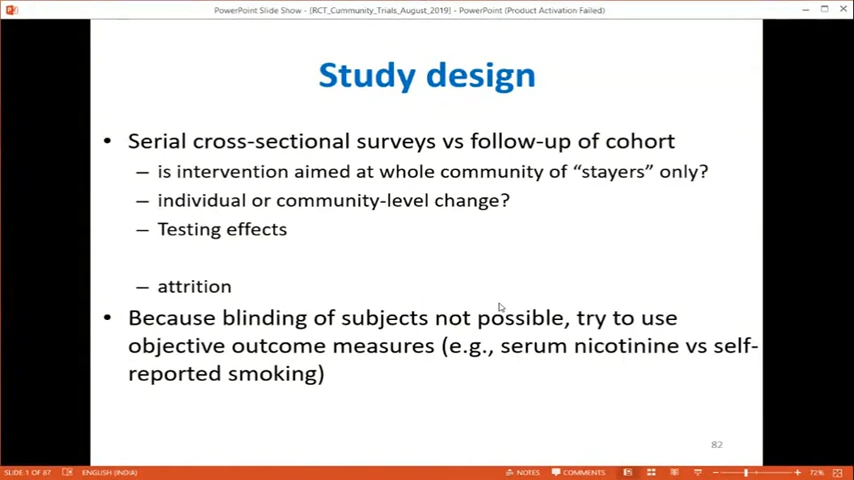 PowerPoint Slide Show - [RCT_Cummunity_Trials_August_2019] - PowerPoint (Product Activation Failed)
Study design
• Serial cross-sectional surveys vs follow-up of cohort
– is intervention aimed at whole community of “stayers” only?
– individual or community-level change?
– Testing effects
– attrition
• Because blinding of subjects not possible, try to use
objective outcome measures (e.g., serum nicotinine vs self-
reported smoking)
82
SLIDE 1 OF 87 ENGLISH (INDIA) NOTES COMMENTS 72%